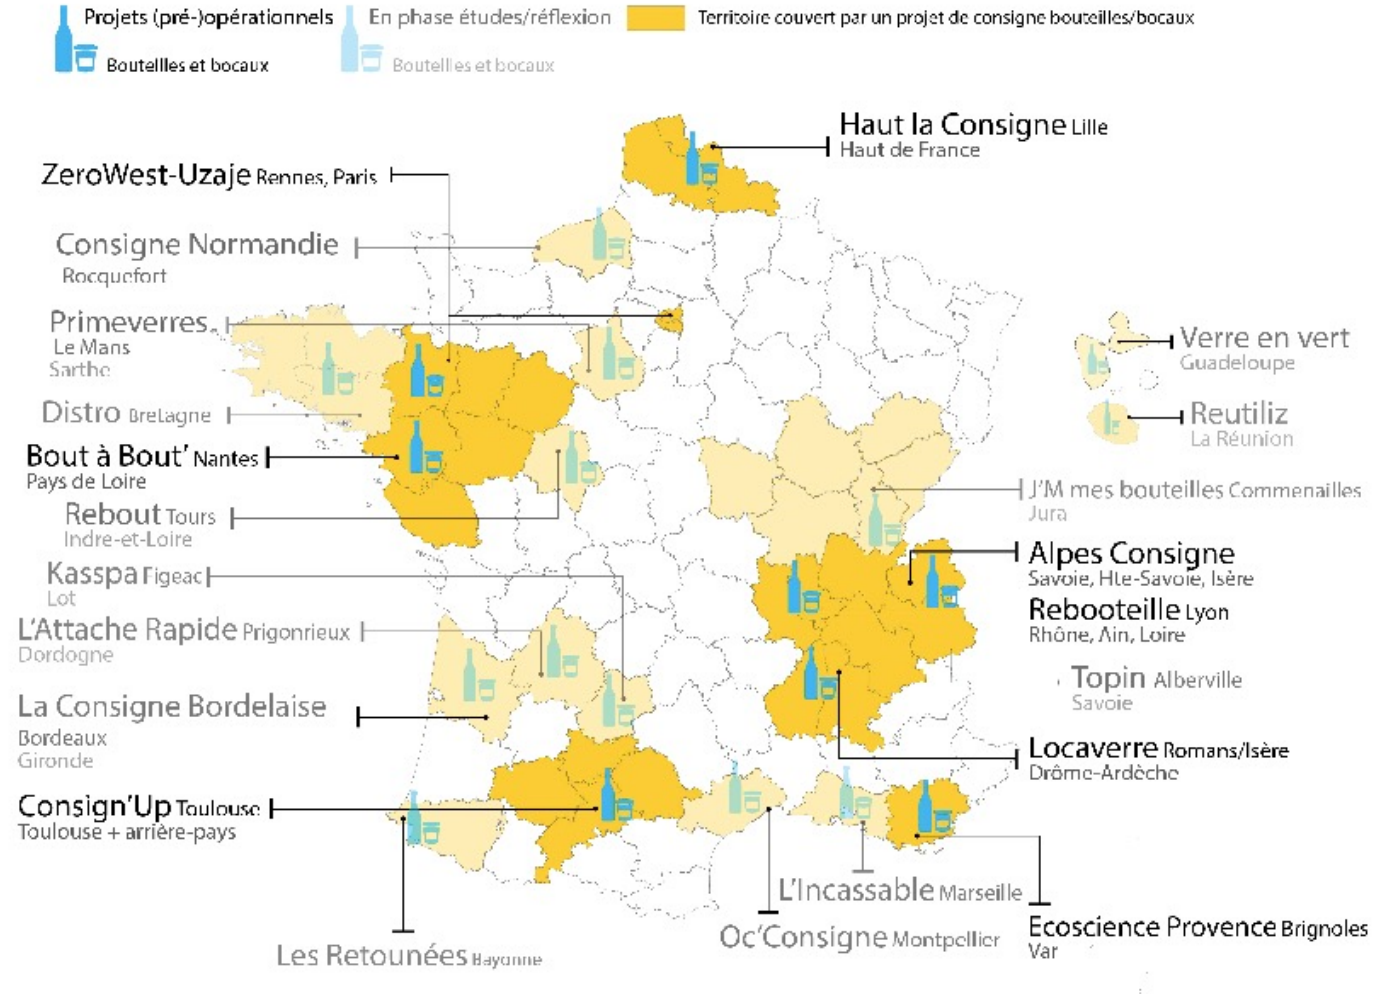 Projets (pré-)opérationnels
En phase études/réflexion
Territoire couvert par un projet de consigne bouteilles/bocaux
Bouteilles et bocaux
Bouteilles et bocaux
Haut la Consigne Lille
Haut de France
ZeroWest-Uzaje Rennes, Paris
Consigne Normandie
Rocquefort
Primeverres
Le Mans
Sarthe
Verre en vert
Guadeloupe
Distro Bretagne
Reutiliz
La Réunion
Bout à Bout' Nantes
Pays de Loire
J'M mes bouteilles Commenailles
Jura
Rebout Tours
Indre-et-Loire
Alpes Consigne
Savoie, Hte-Savoie, Isère
Kasspa Figeac
Lot
Rebooteille Lyon
Rhône, Ain, Loire
L'Attache Rapide Prigonrieux
Dordogne
Topin Alberville
Savoie
La Consigne Bordelaise
Bordeaux
Gironde
Locaverre Romans/Isère
Drôme-Ardèche
Consign'Up Toulouse
Toulouse + arrière-pays
L'Incassable Marseille
Ecoscience Provence Brignoles
Var
Oc'Consigne Montpellier
Les Retounées Bayonne